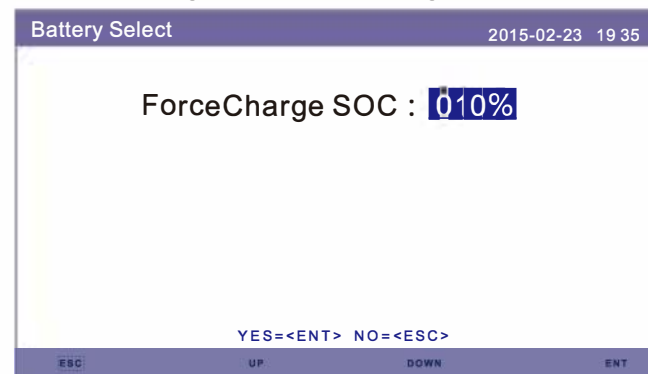 Battery Select 2015-02-23 19 35
ForceCharge SOC : 010%
YES=<ENT> NO=<ESC>
ESC UP DOWN ENT